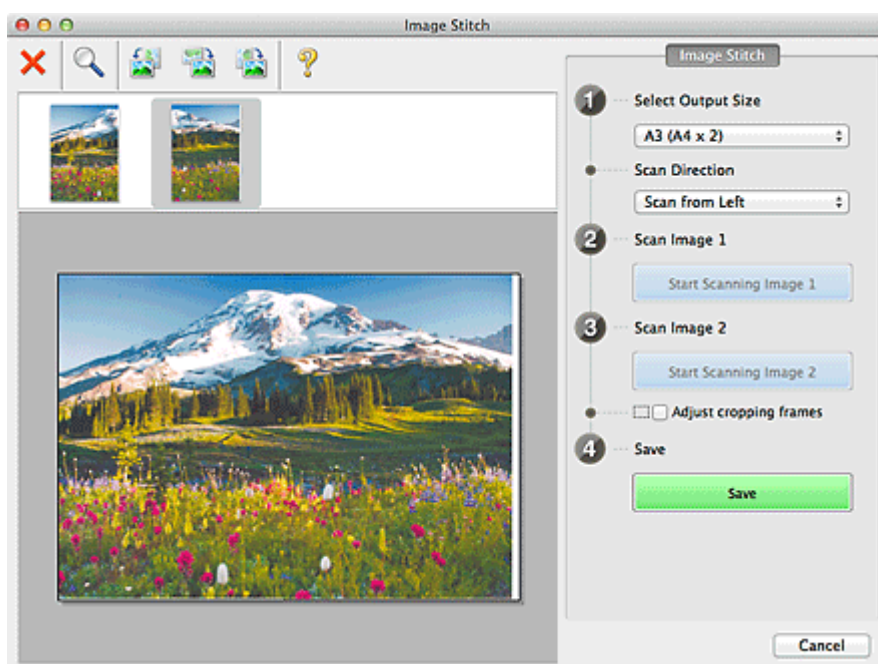 Image Stitch
Image Stitch
1 Select Output Size
A3 (A4 x 2)
Scan Direction
Scan from Left
2 Scan Image 1
Start Scanning Image 1
3 Scan Image 2
Start Scanning Image 2
Adjust cropping frames
4 Save
Save
Cancel